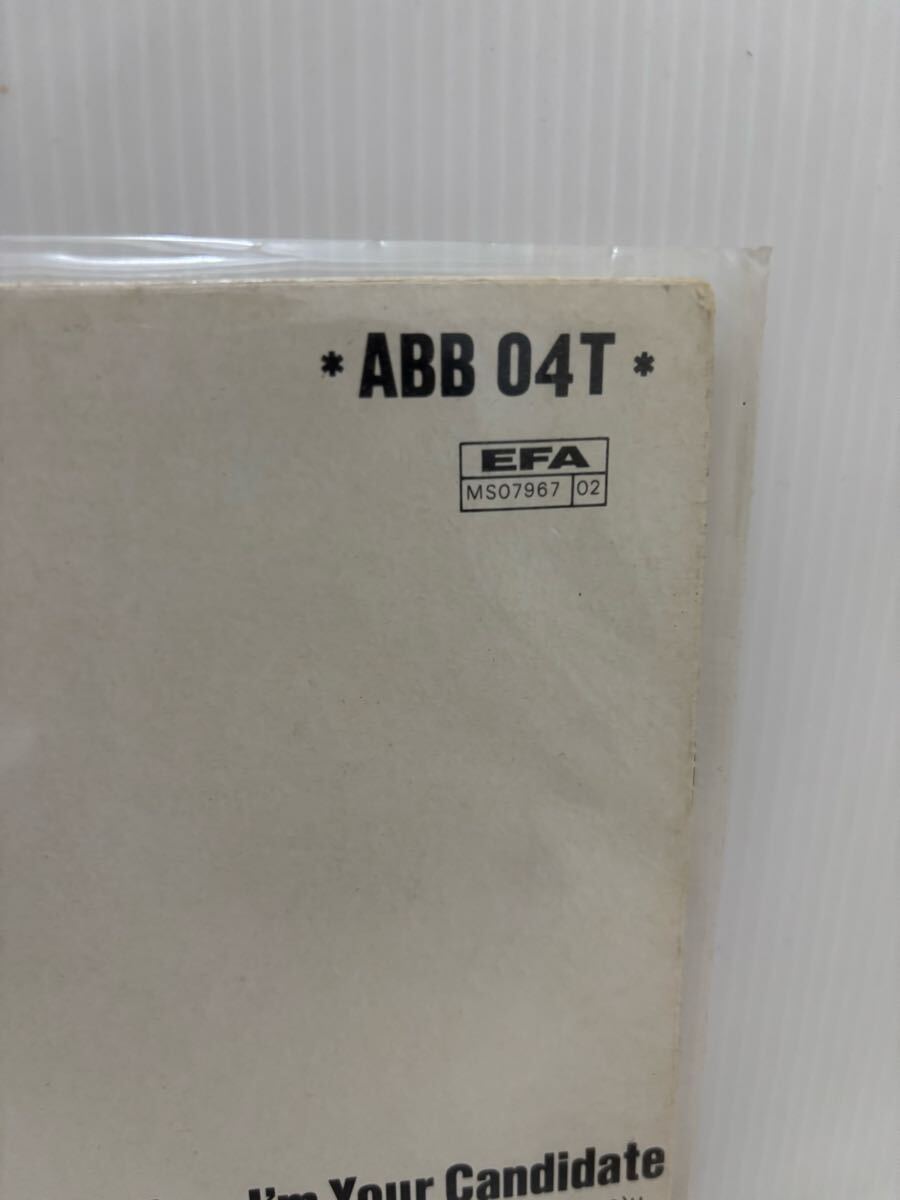 * ABB 04T *
EFA
MS07967 02
I'm Your Candidate